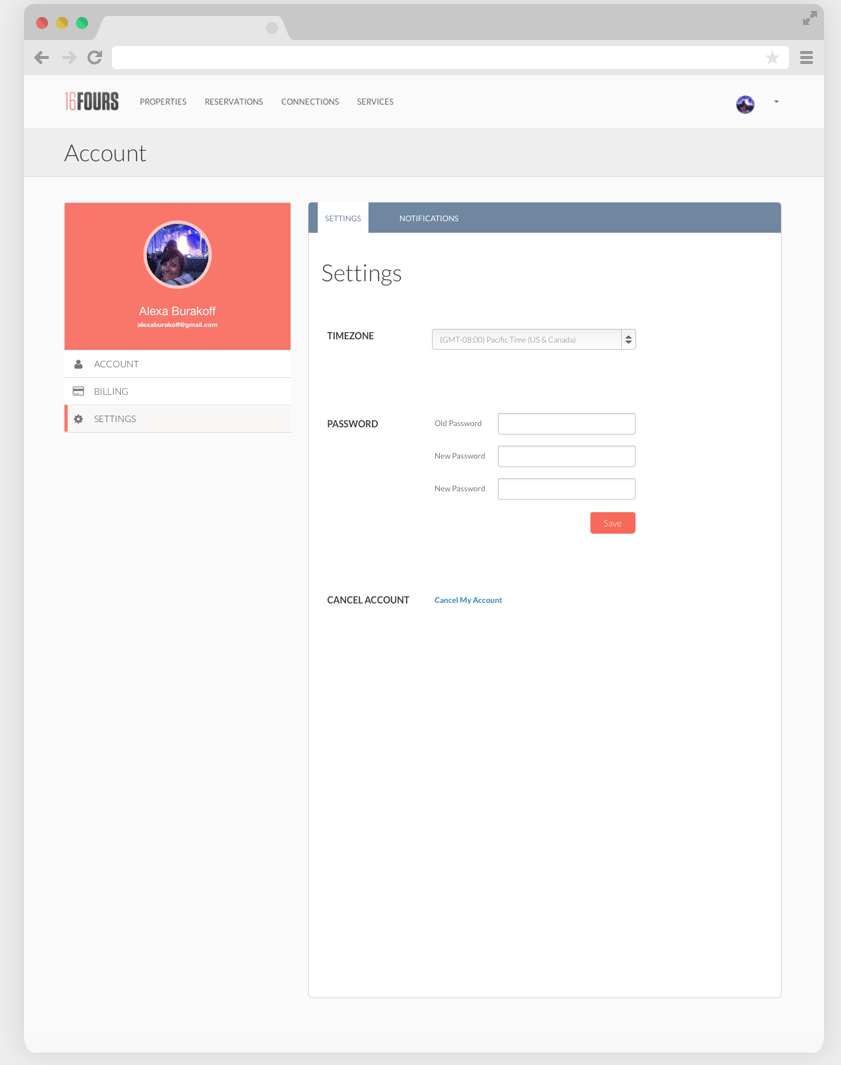 16FOURS PROPERTIES RESERVATIONS CONNECTIONS SERVICES
Account
Alexa Burakoff
alexaburakoff@gmail.com
ACCOUNT
BILLING
SETTINGS
SETTINGS NOTIFICATIONS
Settings
TIMEZONE (GMT-08:00) Pacific Time (US & Canada)
PASSWORD Old Password
New Password
New Password
Save
CANCEL ACCOUNT Cancel My Account